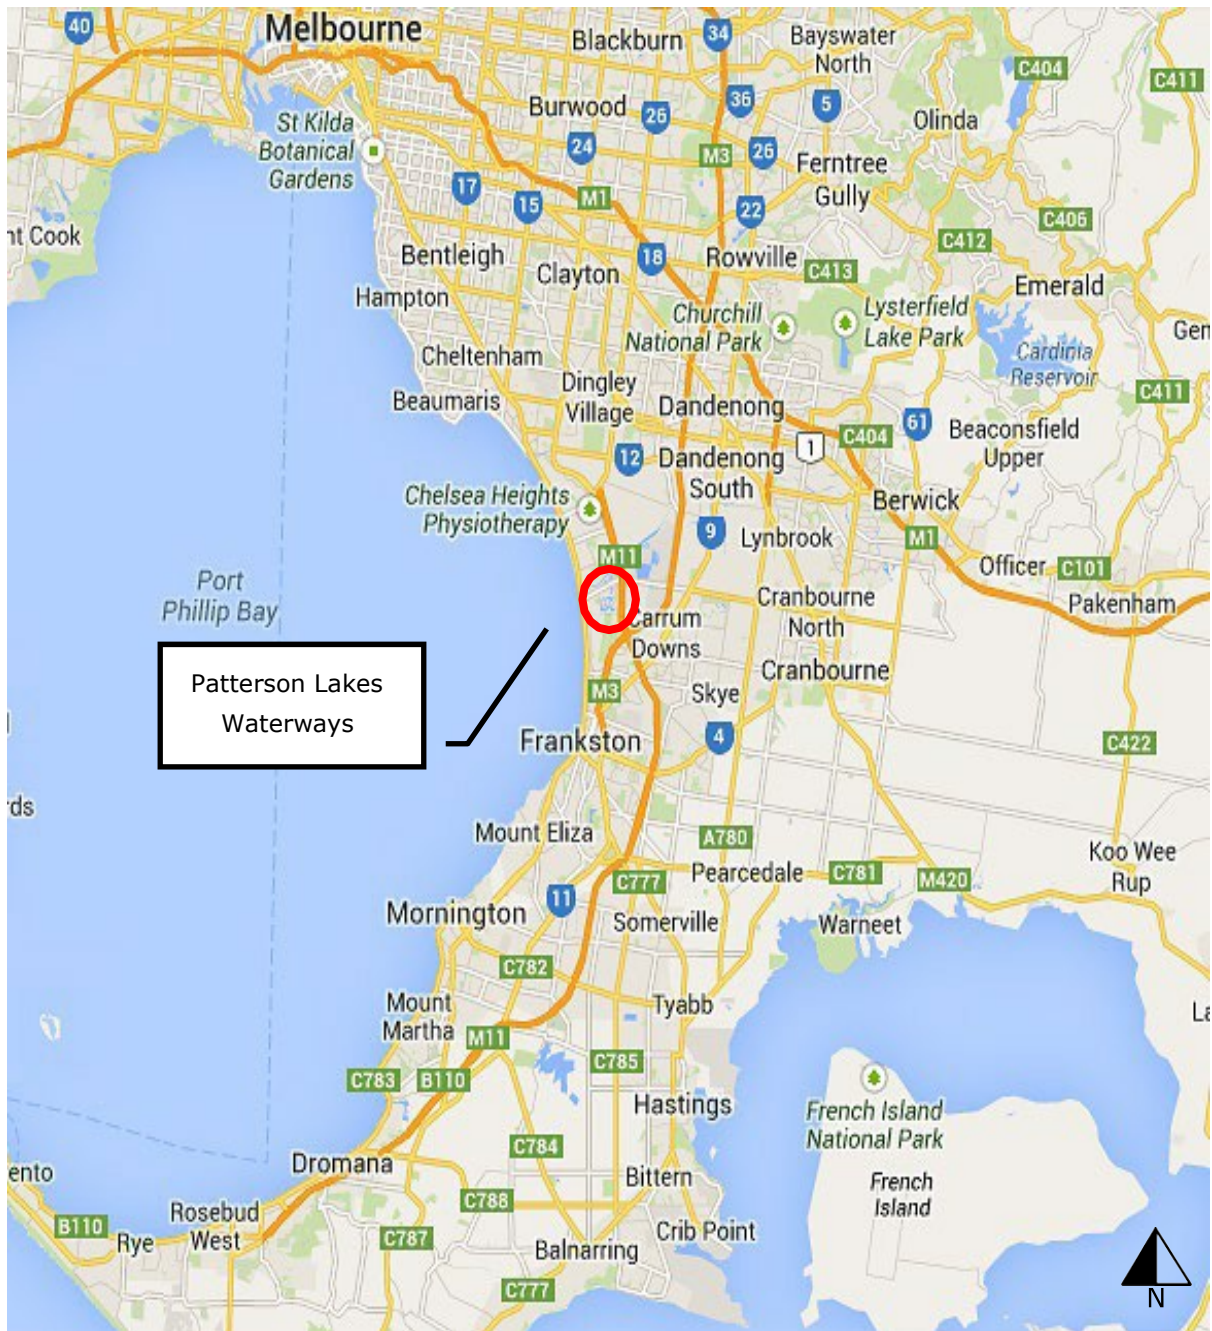 40
Melbourne
Blackburn
34
Bayswater
North
C404
C411
St Kilda
Botanical
Gardens
Burwood
26
36
5
Olinda
24
M3
26
Ferntree
Gully
17
15
M1
22
C406
nt Cook
Bentleigh
Clayton
18
Rowville
C412
C413
Hampton
Emerald
Churchill
National Park
Lysterfield
Lake Park
Gen
Cheltenham
Cardinia
Reservoir
Beaumaris
Dingley
Village
Dandenong
C411
61
C404
1
Beaconsfield
Upper
12
Dandenong
South
Chelsea Heights
Physiotherapy
Berwick
9
Lynbrook
M1
M11
Officer
C101
Port
Phillip Bay
Pakenham
Cranbourne
North
Carrum
Downs
Patterson Lakes
Waterways
Cranbourne
M3
Skye
4
Frankston
C422
rds
Mount Eliza
A780
Koo Wee
Rup
Pearcedale
C781
M420
C777
11
Mornington
Somerville
Warneet
C782
Mount
Martha
Tyabb
La
M11
C785
C783
B110
Hastings
French Island
National Park
C784
Dromana
ento
Bittern
French
Island
C788
Rosebud
West
B110
Rye
C787
Balnarring
Crib Point
C777
N